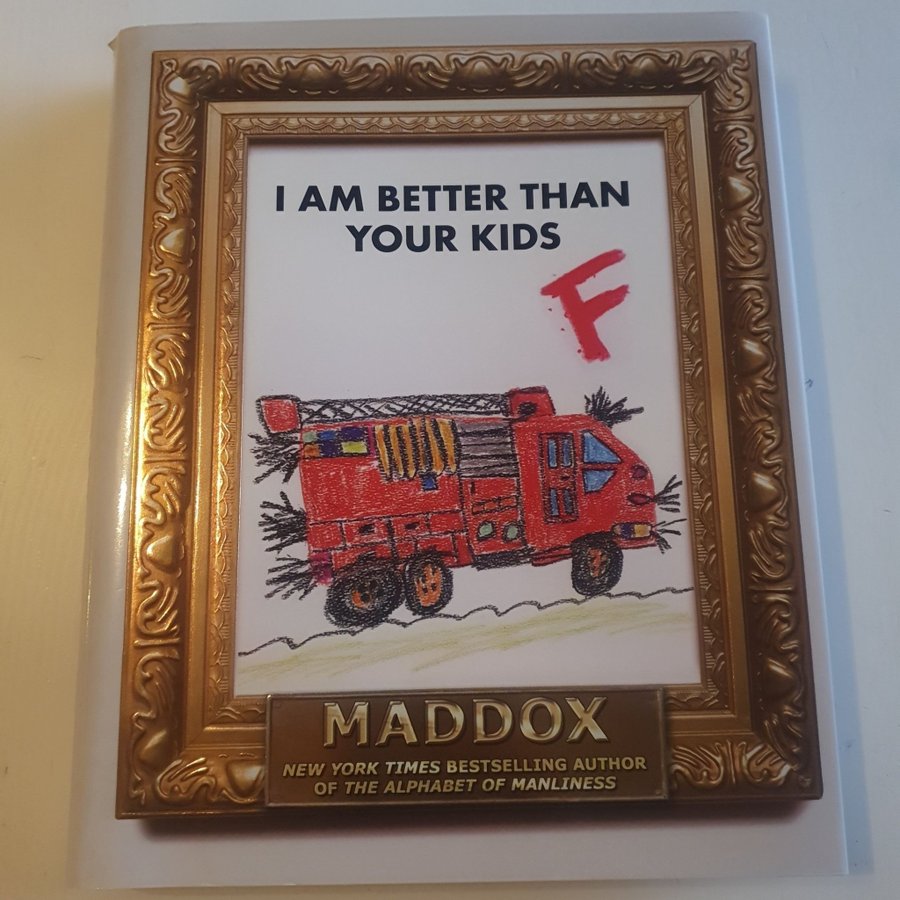 I AM BETTER THAN
YOUR KIDS
F
MADDOX
NEW YORK TIMES BESTSELLING AUTHOR
OF THE ALPHABET OF MANLINESS